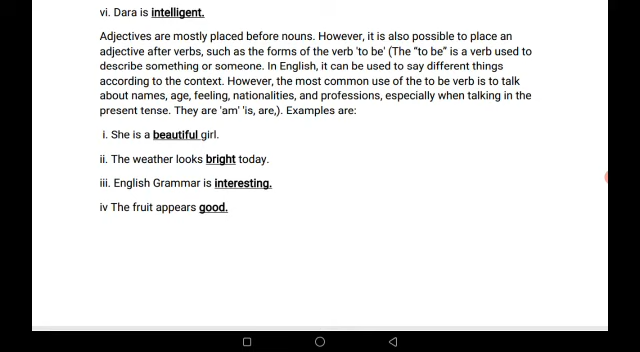 vi. Dara is intelligent.
Adjectives are mostly placed before nouns. However, it is also possible to place an
adjective after verbs, such as the forms of the verb 'to be' (The "to be" is a verb used to
describe something or someone. In English, it can be used to say different things
according to the context. However, the most common use of the to be verb is to talk
about names, age, feeling, nationalities, and professions, especially when talking in the
present tense. They are 'am' 'is, are,). Examples are:
i. She is a beautiful girl.
ii. The weather looks bright today.
iii. English Grammar is interesting.
iv The fruit appears good.